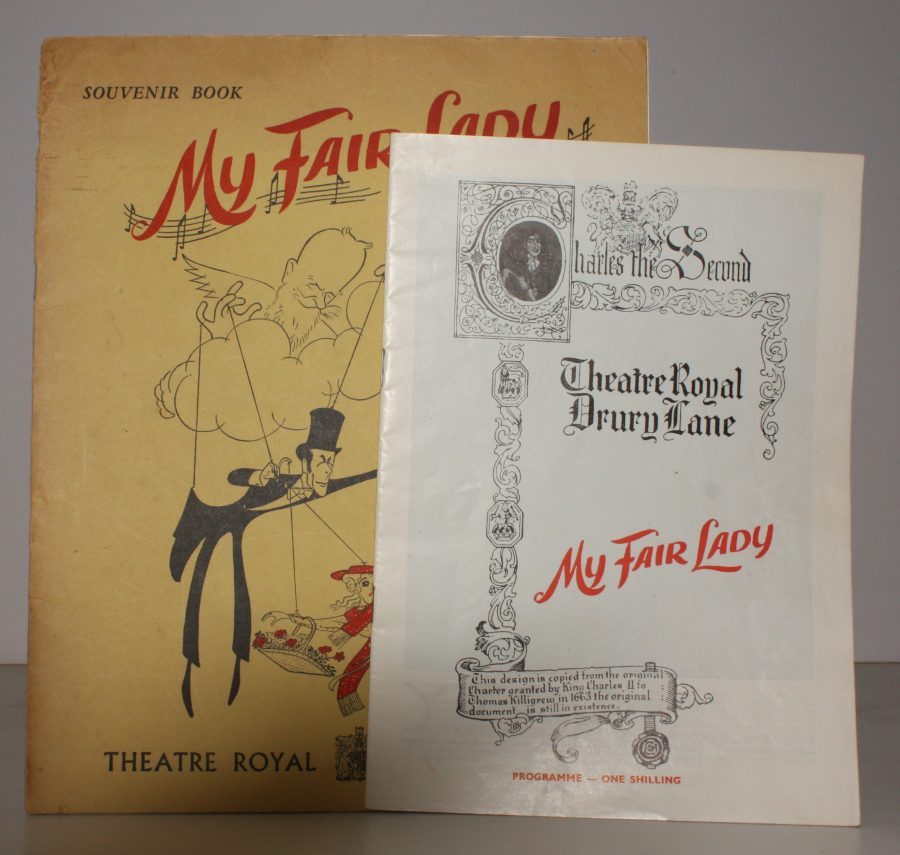 SOUVENIR BOOK
My Fair Lady
THEATRE ROYAL
Charles the Second
Theatre Royal
Drury Lane
My Fair Lady
This design is copied from the original
Charter granted by King Charles II to
Thomas Killigrew in 1663 the original
document is still in existence.
PROGRAMME — ONE SHILLING